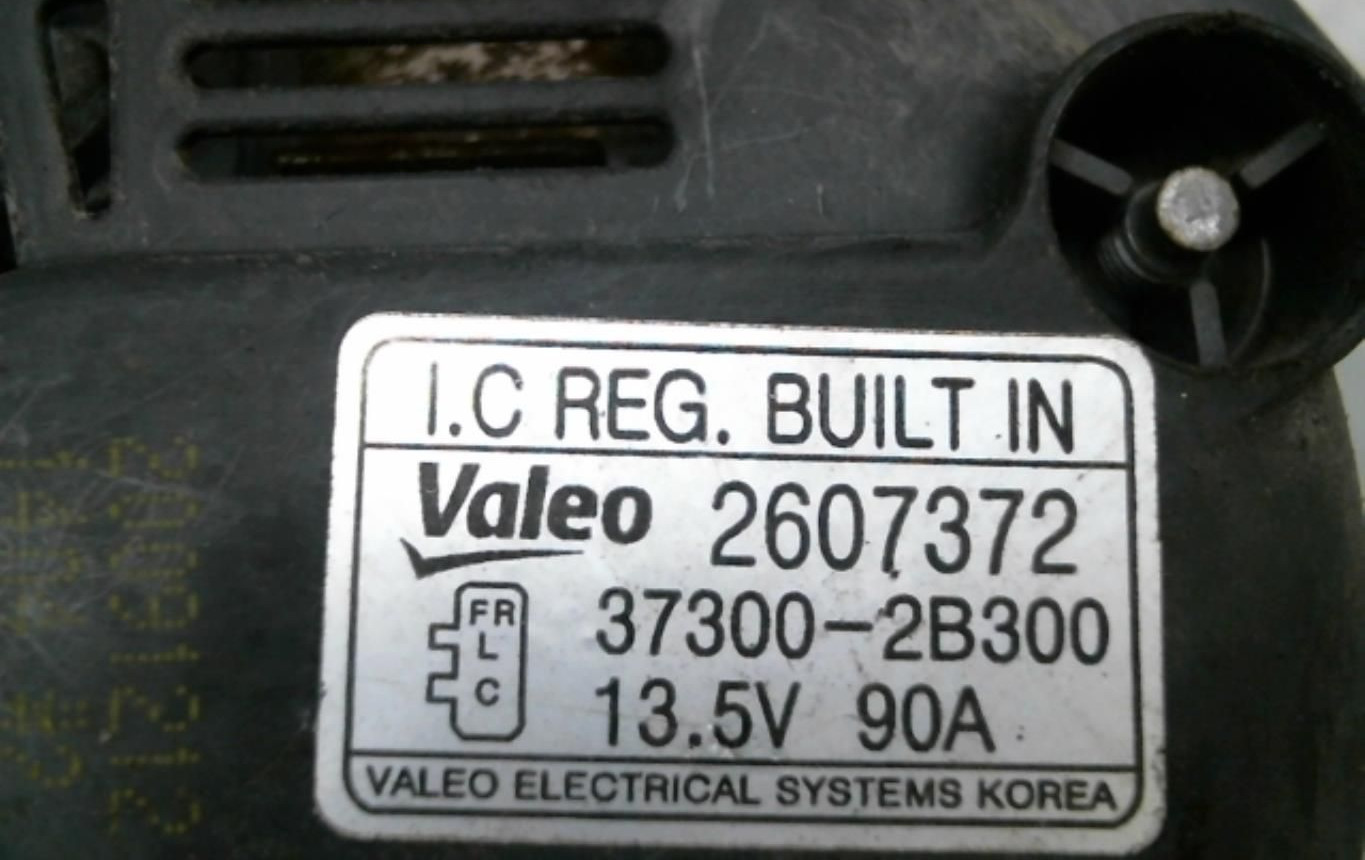 I.C REG. BUILT IN
Valeo 2607372
FR
L
C
37300-2B300
13.5V 90A
VALEO ELECTRICAL SYSTEMS KOREA